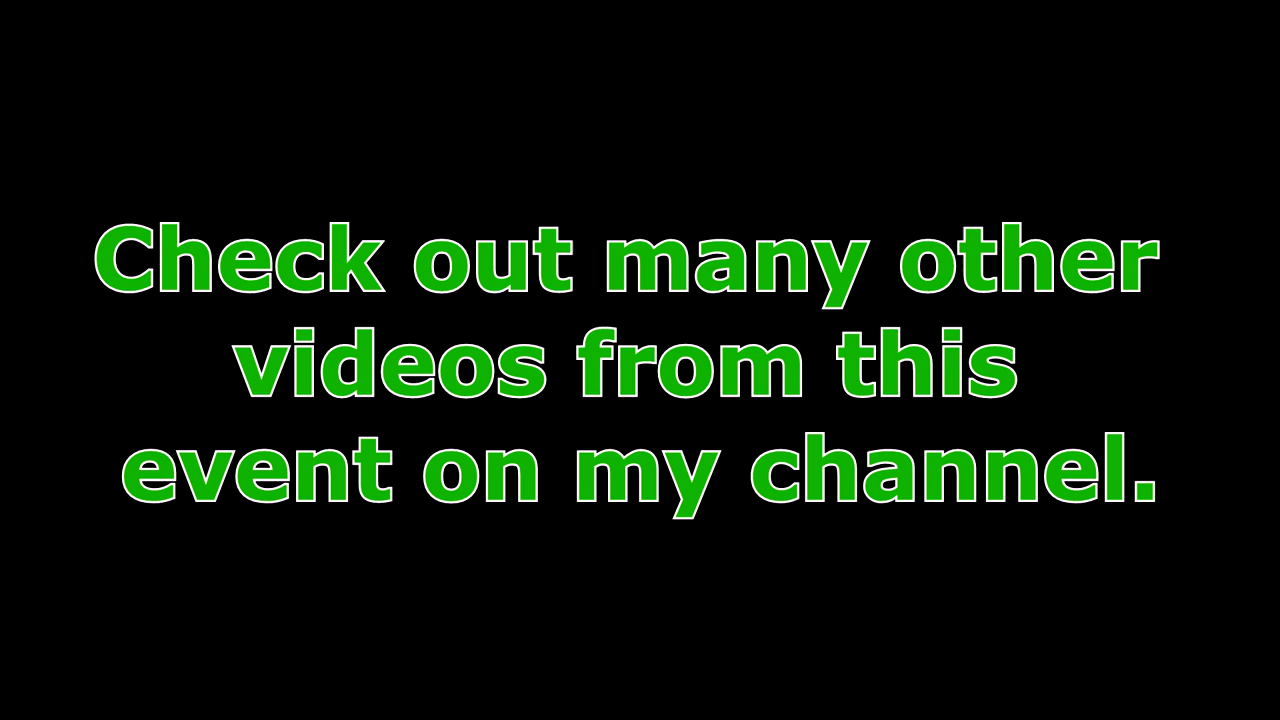 Check out many other
videos from this
event on my channel.